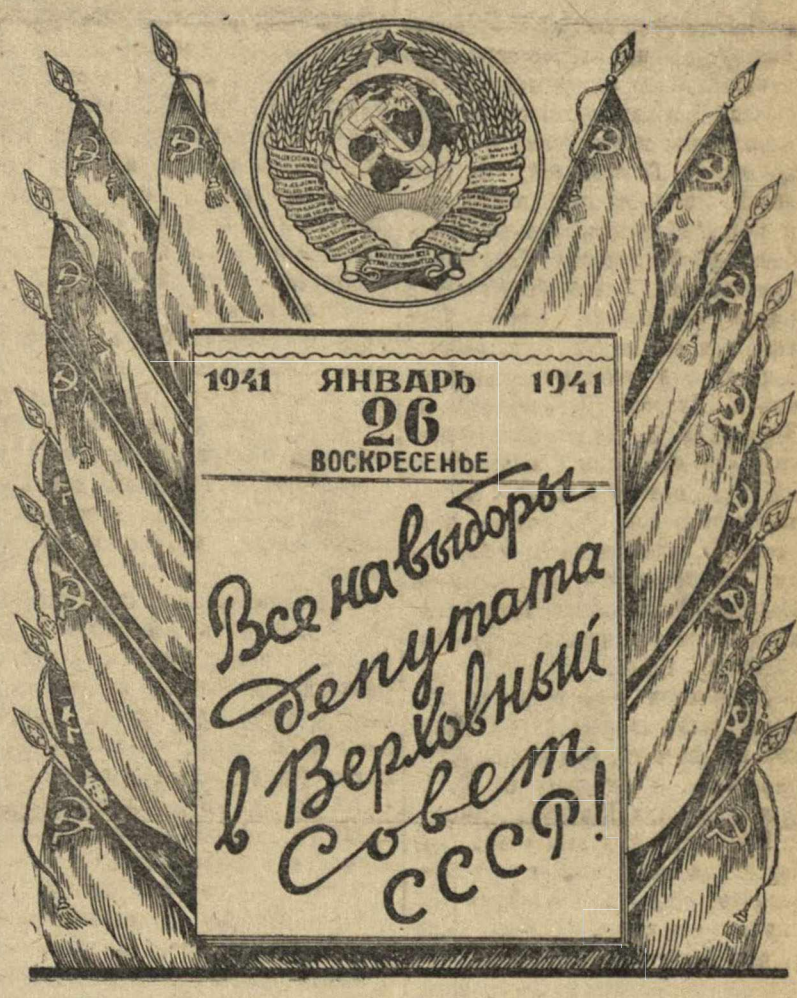 1941 ЯНВАРЬ 1941
26
ВОСКРЕСЕНЬЕ
Все на выборы
депутата
в Верховный
Совет
СССР!